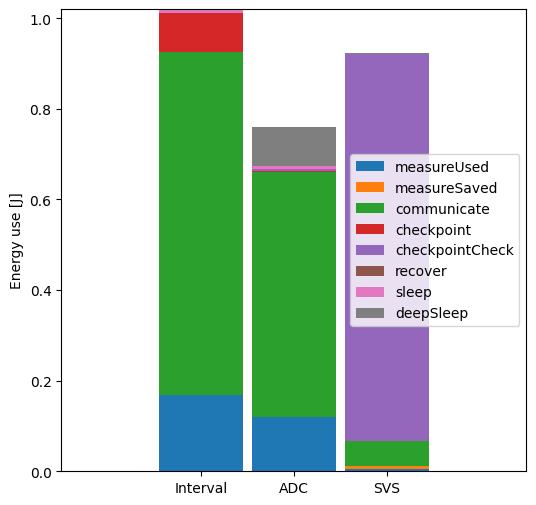 1.0
0.8
0.6
0.4
0.2
0.0
Energy use [J]
measureUsed
measureSaved
communicate
checkpoint
checkpointCheck
recover
sleep
deepSleep
Interval
ADC
SVS